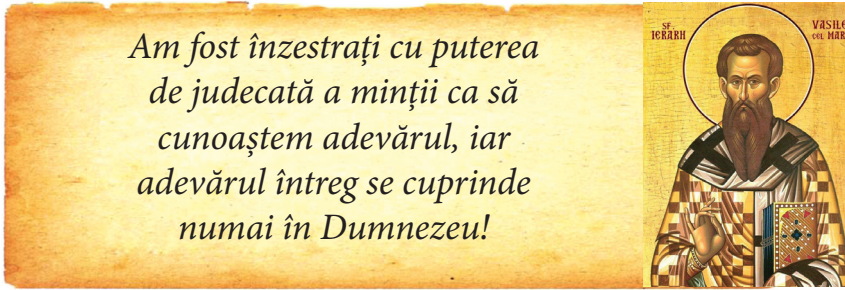 Am fost înzestrați cu puterea
de judecată a minții ca să
cunoaștem adevărul, iar
adevărul întreg se cuprinde
numai în Dumnezeu!
SF.
IERARH
VASILE
CEL MAR